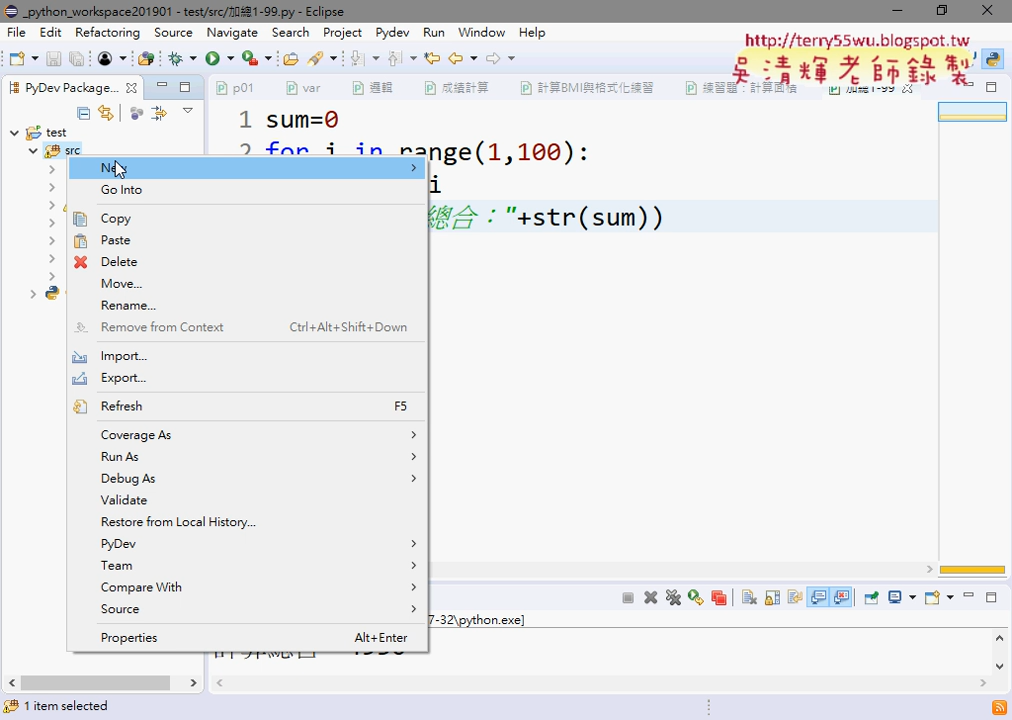 _python_workspace201901 - test/src/加總1-99.py - Eclipse
File Edit Refactoring Source Navigate Search Project Pydev Run Window Help
http://terry55wu.blogspot.tw
吳清輝老師錄製
PyDev Package...
p01 var 邏輯 成績計算 計算BMI與格式化練習 練習題:計算面積 加總1-99
test
src
1 sum=0
2 for i in range(1,100):
i
總合："+str(sum))
New
Go Into
Copy
Paste
Delete
Move...
Rename...
Remove from Context Ctrl+Alt+Shift+Down
Import...
Export...
Refresh F5
Coverage As
Run As
Debug As
Validate
Restore from Local History...
PyDev
Team
Compare With
Source
Properties Alt+Enter
7-32\python.exe]
1 item selected